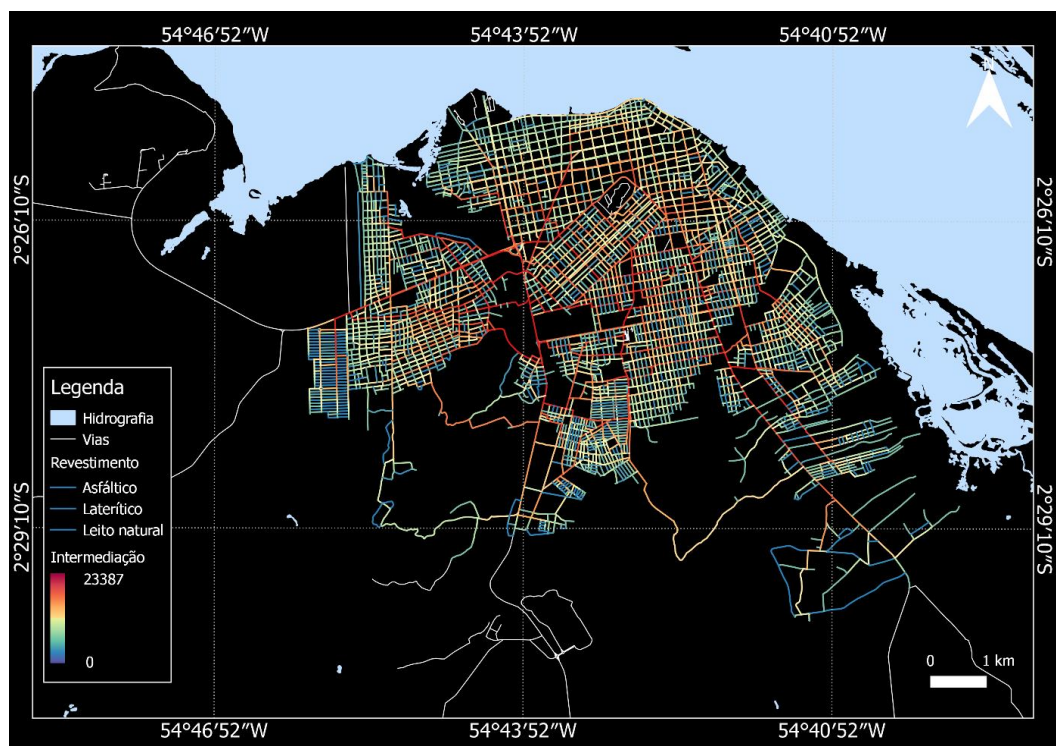 54°46′52″W 54°43′52″W 54°40′52″W
N
2°26′10″S
2°26′10″S
Legenda
Hidrografia
Vias
Revestimento
Asfáltico
Laterítico
Leito natural
Intermediação
23387
0
2°29′10″S
2°29′10″S
0 1 km
54°46′52″W 54°43′52″W 54°40′52″W